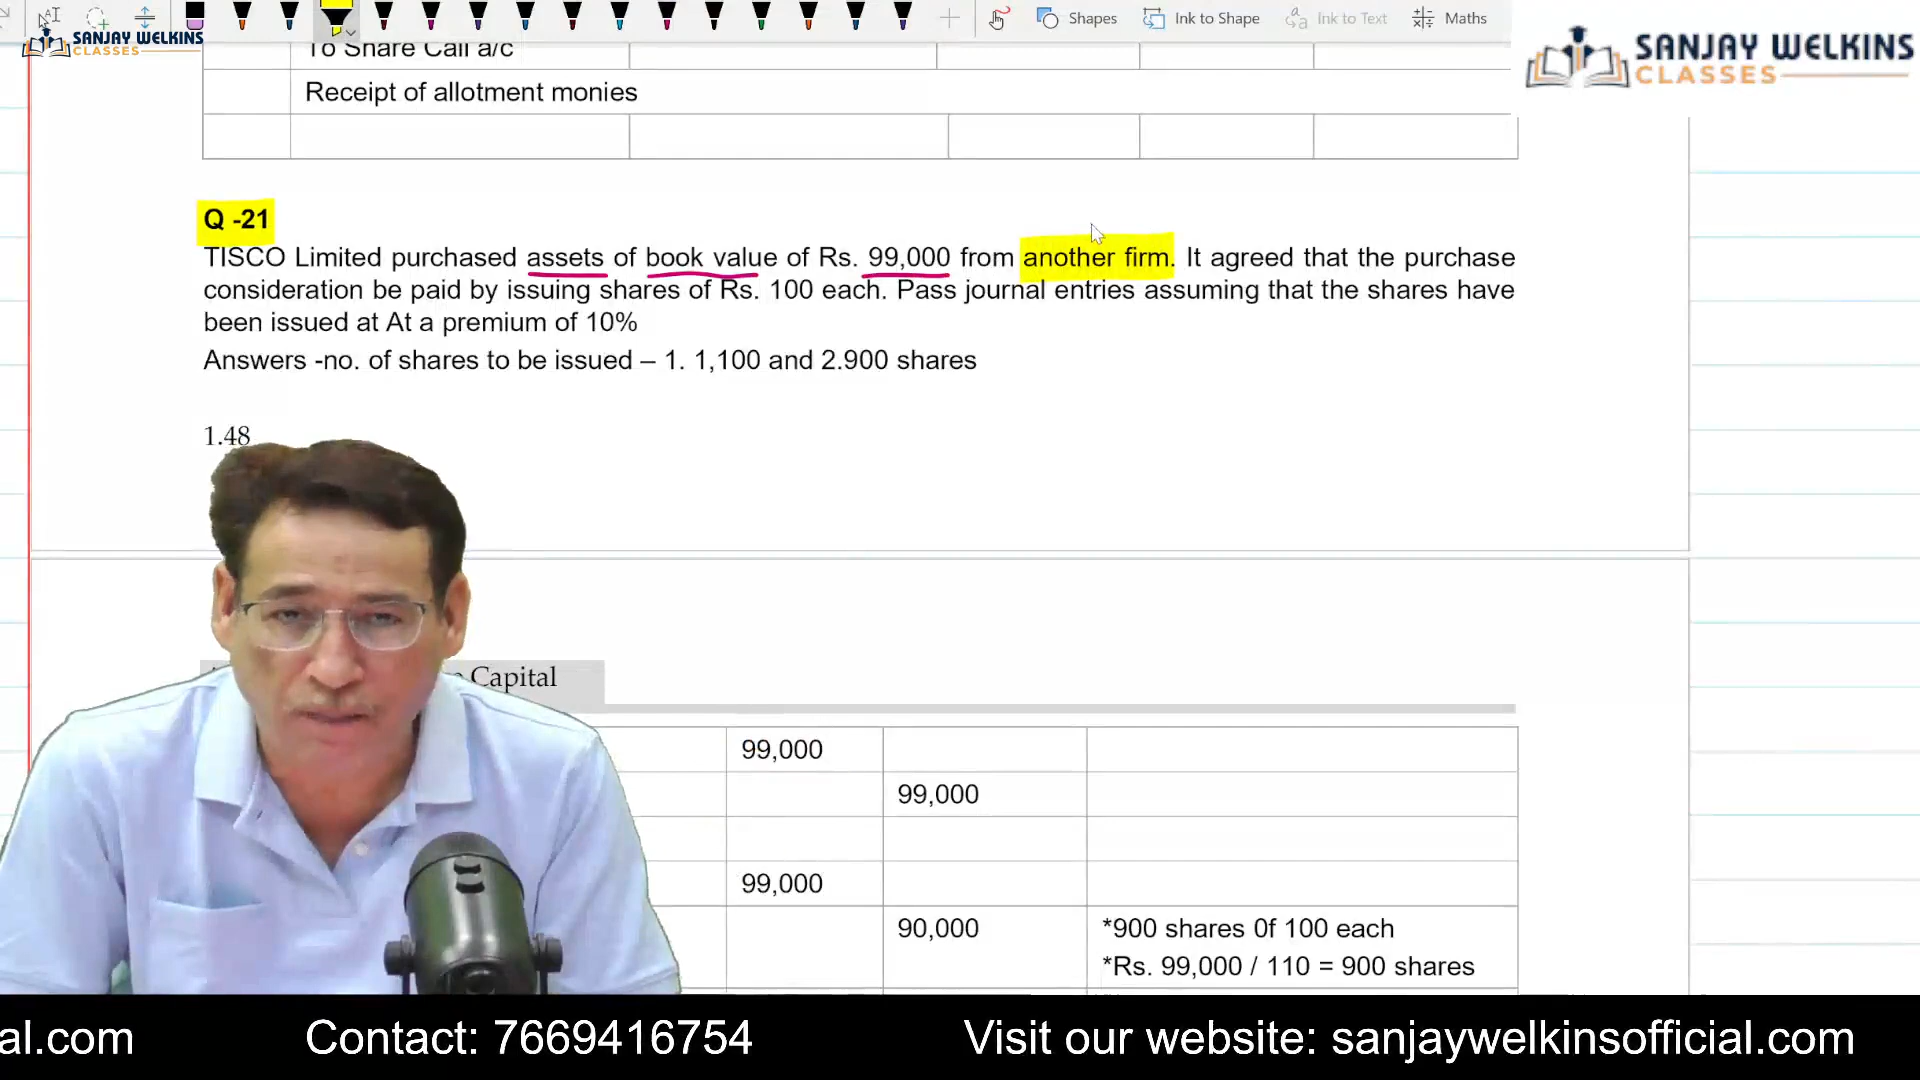 Shapes
Ink to Shape
Ink to Text
Maths
SANJAY WELKINS
CLASSES
SANJAY WELKINS
CLASSES
To Share Call a/c
Receipt of allotment monies
Q -21
TISCO Limited purchased assets of book value of Rs. 99,000 from another firm. It agreed that the purchase
consideration be paid by issuing shares of Rs. 100 each. Pass journal entries assuming that the shares have
been issued at At a premium of 10%
Answers -no. of shares to be issued – 1. 1,100 and 2.900 shares
1.48
Capital
99,000
99,000
99,000
90,000 *900 shares 0f 100 each
*Rs. 99,000 / 110 = 900 shares
al.com Contact: 7669416754 Visit our website: sanjaywelkinsofficial.com